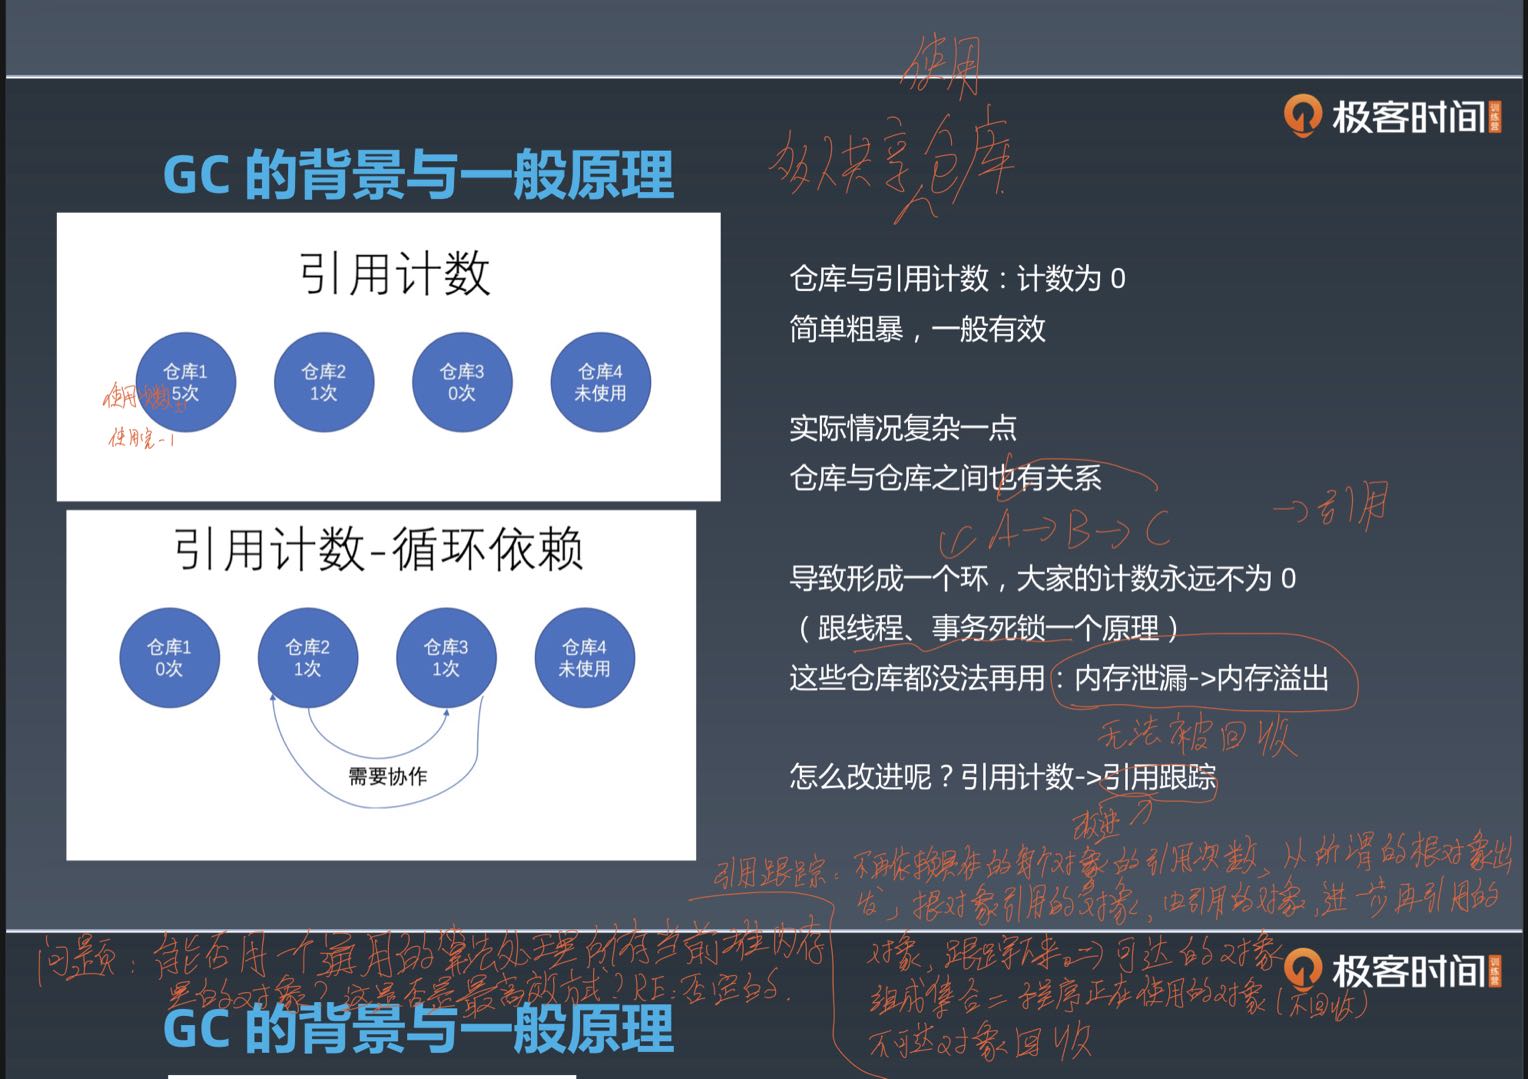 使用
极客时间 训练营
GC 的背景与一般原理
多人共享仓库
引用计数
仓库1
5次
仓库2
1次
仓库3
0次
仓库4
未使用
使用次数+1
使用完-1
仓库与引用计数：计数为 0
简单粗暴，一般有效
实际情况复杂一点
仓库与仓库之间也有关系
A→B→C
→引用
导致形成一个环，大家的计数永远不为 0
（跟线程、事务死锁一个原理）
这些仓库都没法再用：内存泄漏->内存溢出
无法被回收
怎么改进呢？引用计数->引用跟踪
改进
引用计数-循环依赖
仓库1
0次
仓库2
1次
仓库3
1次
仓库4
未使用
需要协作
引用跟踪：不再依赖具体的每个对象的引用次数，从所谓的根对象出
发，根对象引用的对象，由引用的对象，进一步再引用的
对象，跟踪下来。=>可达的对象
组成集合=程序正在使用的对象（不回收）
不可达对象回收
问题：能否用一个通用的算法处理所有当前堆内存
里的对象？这是否是最高效方式？RE：否定的.
极客时间 训练营
GC 的背景与一般原理